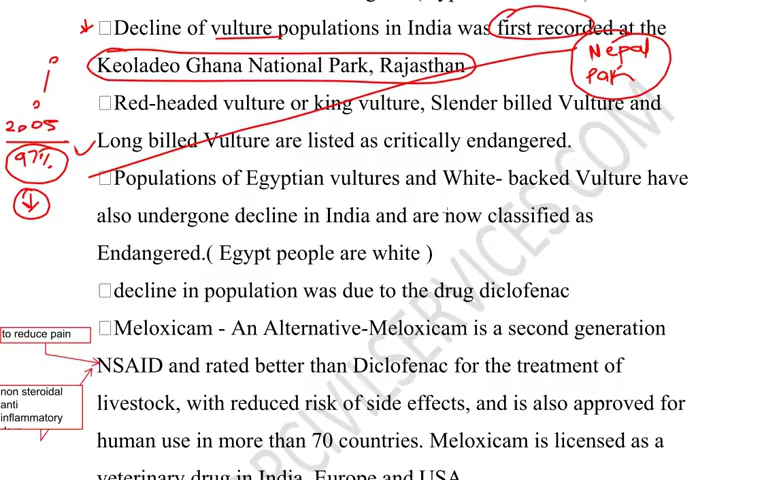 Decline of vulture populations in India was first recorded at the
Keoladeo Ghana National Park, Rajasthan
Nepal
Red-headed vulture or king vulture, Slender billed Vulture and
2005
Long billed Vulture are listed as critically endangered.
97%
Populations of Egyptian vultures and White- backed Vulture have
also undergone decline in India and are now classified as
Endangered.( Egypt people are white )
decline in population was due to the drug diclofenac
Meloxicam - An Alternative-Meloxicam is a second generation
to reduce pain
NSAID and rated better than Diclofenac for the treatment of
non steroidal
anti
inflammatory
livestock, with reduced risk of side effects, and is also approved for
human use in more than 70 countries. Meloxicam is licensed as a
veterinary drug in India, Europe and USA
CIVILSERVICES.COM